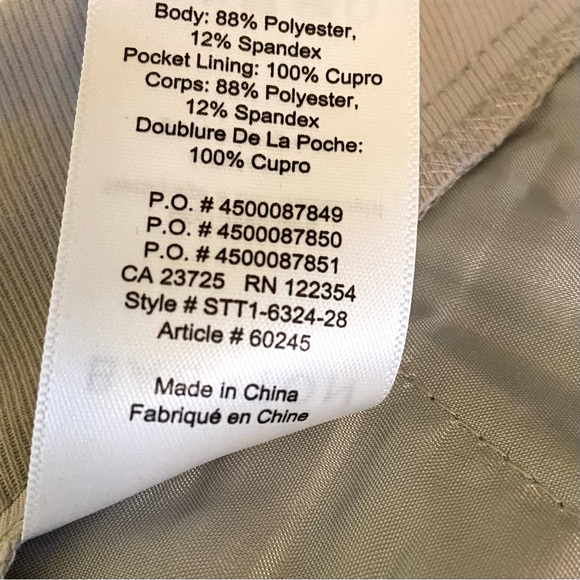 Body: 88% Polyester,
12% Spandex
Pocket Lining: 100% Cupro
Corps: 88% Polyester,
12% Spandex
Doublure De La Poche:
100% Cupro
P.O. # 4500087849
P.O. # 4500087850
P.O. # 4500087851
CA 23725 RN 122354
Style # STT1-6324-28
Article # 60245
Made in China
Fabriqué en Chine